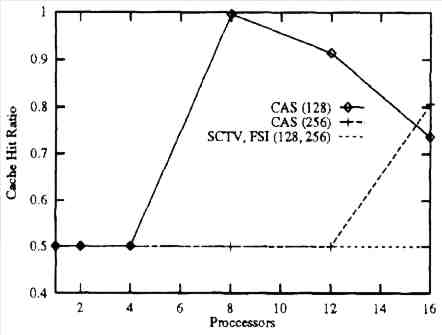 1
0.9
0.8
0.7
0.6
0.5
0.4
Cache Hit Ratio
CAS (128)
CAS (256)
SCTV, FSI (128, 256)
2 4 6 8 10 12 14 16
Proccessors